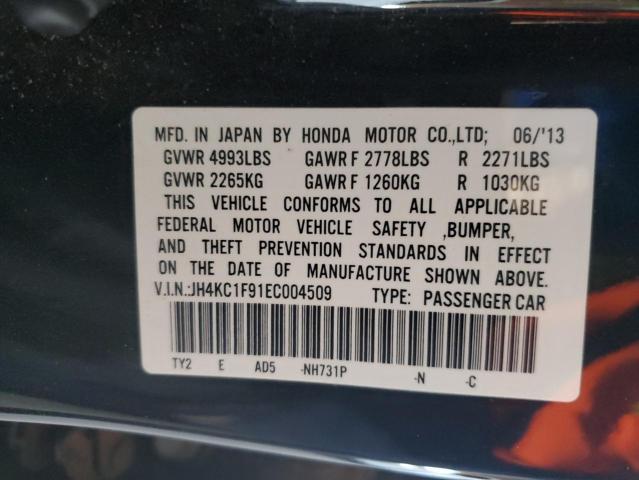 MFD. IN JAPAN BY HONDA MOTOR CO.,LTD; 06/'13
GVWR 4993LBS GAWR F 2778LBS R 2271LBS
GVWR 2265KG GAWR F 1260KG R 1030KG
THIS VEHICLE CONFORMS TO ALL APPLICABLE
FEDERAL MOTOR VEHICLE SAFETY ,BUMPER,
AND THEFT PREVENTION STANDARDS IN EFFECT
ON THE DATE OF MANUFACTURE SHOWN ABOVE.
V.I.N.:JH4KC1F91EC004509 TYPE: PASSENGER CAR
TY2 E AD5 -NH731P -N -C